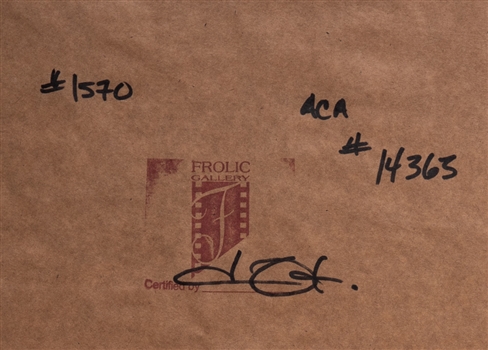 #1570
ACA
# 14363
FROLIC
GALLERY
F
Certified by